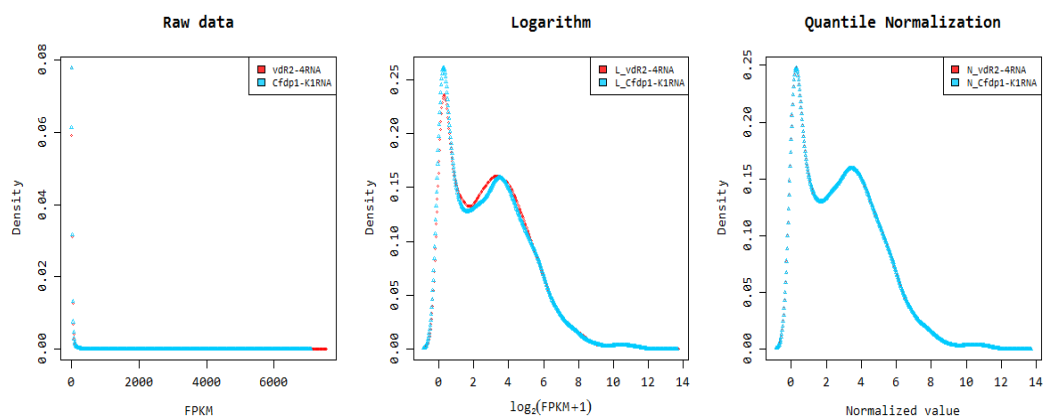 Raw data
vdR2-4RNA
Cfdp1-K1RNA
Density
0.00
0.02
0.04
0.06
0.08
0
2000
4000
6000
FPKM
Logarithm
L_vdR2-4RNA
L_Cfdp1-K1RNA
Density
0.00
0.05
0.10
0.15
0.20
0.25
0
2
4
6
8
10
12
14
log₂(FPKM+1)
Quantile Normalization
N_vdR2-4RNA
N_Cfdp1-K1RNA
Density
0.00
0.05
0.10
0.15
0.20
0.25
0
2
4
6
8
10
12
14
Normalized value